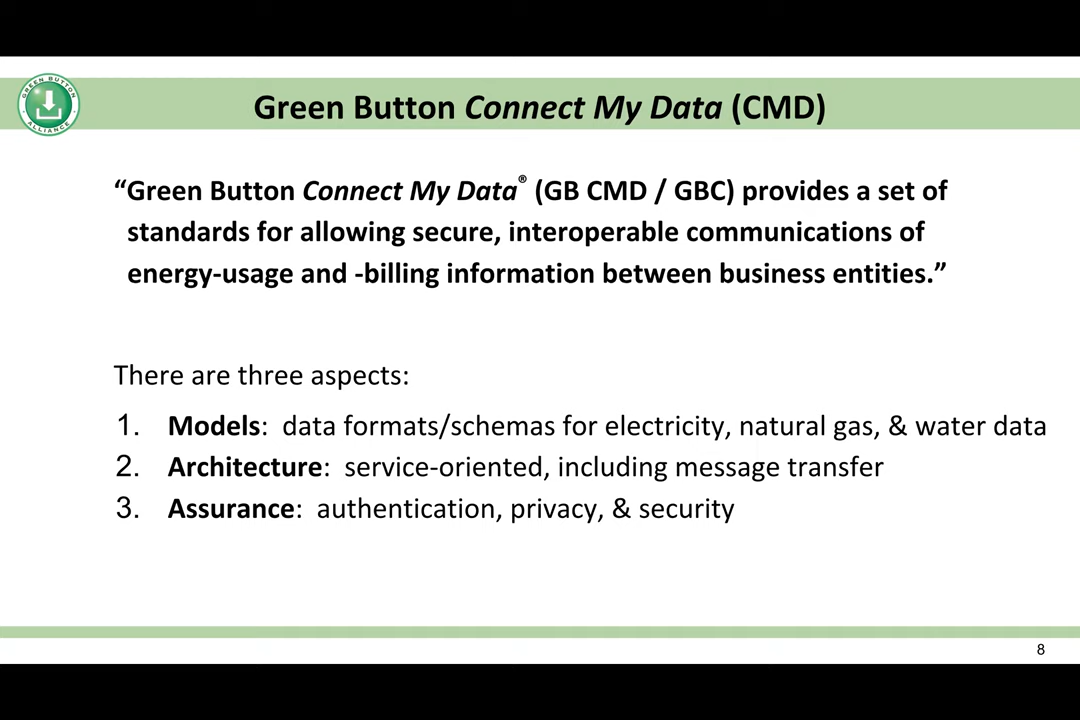 GREEN BUTTON
ALLIANCE
Green Button Connect My Data (CMD)
“Green Button Connect My Data® (GB CMD / GBC) provides a set of
standards for allowing secure, interoperable communications of
energy-usage and -billing information between business entities.”
There are three aspects:
1. Models: data formats/schemas for electricity, natural gas, & water data
2. Architecture: service-oriented, including message transfer
3. Assurance: authentication, privacy, & security
8